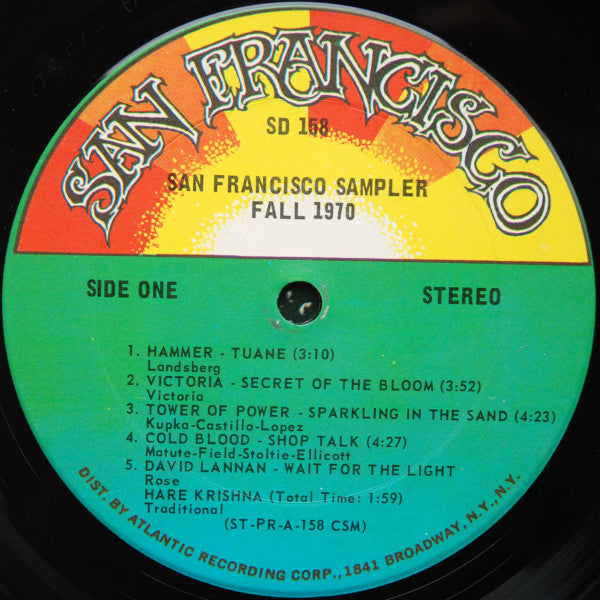 SAN FRANCISCO
SD 158
SAN FRANCISCO SAMPLER
FALL 1970
SIDE ONE
STEREO
1. HAMMER - TUANE (3:10)
Landsberg
2. VICTORIA - SECRET OF THE BLOOM (3:52)
Victoria
3. TOWER OF POWER - SPARKLING IN THE SAND (4:23)
Kupka-Castillo-Lopez
4. COLD BLOOD - SHOP TALK (4:27)
Matute-Field-Stoltie-Ellicott
5. DAVID LANNAN - WAIT FOR THE LIGHT
Rose
HARE KRISHNA (Total Time: 1:59)
Traditional
(ST-PR-A-158 CSM)
DIST. BY ATLANTIC RECORDING CORP., 1841 BROADWAY, N.Y., N.Y.